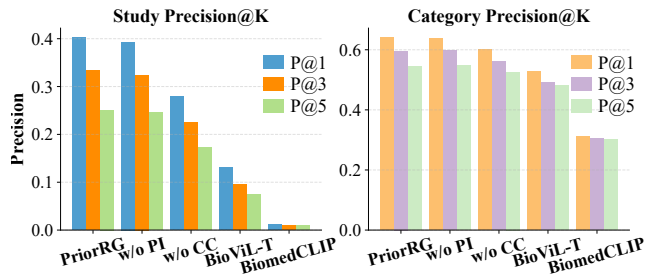 Study Precision@K
Precision
0.4
0.3
0.2
0.1
0.0
P@1
P@3
P@5
PriorRG
w/o PI
w/o CC
BioViL-T
BiomedCLIP
Category Precision@K
0.6
0.4
0.2
0.0
P@1
P@3
P@5
PriorRG
w/o PI
w/o CC
BioViL-T
BiomedCLIP